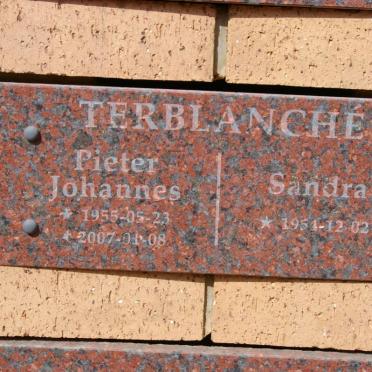 TERBLANCHÉ
Pieter
Johannes
★ 1955-05-23
★ 2007-01-08
Sandra
★ 1954-12-02